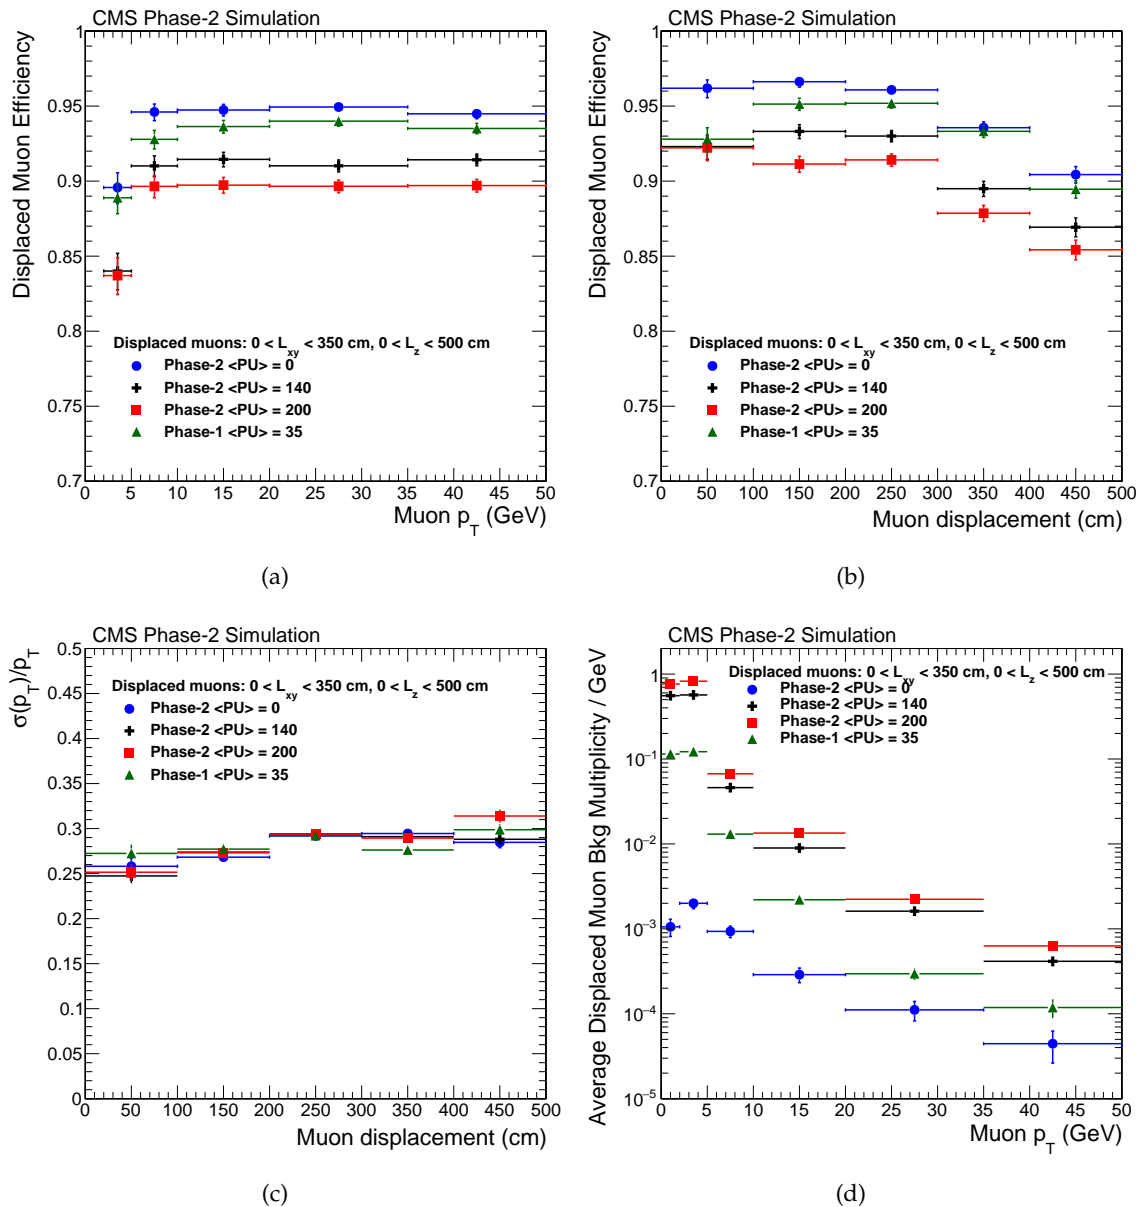 CMS Phase-2 Simulation
Displaced Muon Efficiency
1
0.95
0.9
0.85
0.8
0.75
0.7
Displaced muons: 0 < L_xy < 350 cm, 0 < L_z < 500 cm
Phase-2 <PU> = 0
Phase-2 <PU> = 140
Phase-2 <PU> = 200
Phase-1 <PU> = 35
0 5 10 15 20 25 30 35 40 45 50
Muon p_T (GeV)
(a)
CMS Phase-2 Simulation
Displaced Muon Efficiency
1
0.95
0.9
0.85
0.8
0.75
0.7
Displaced muons: 0 < L_xy < 350 cm, 0 < L_z < 500 cm
Phase-2 <PU> = 0
Phase-2 <PU> = 140
Phase-2 <PU> = 200
Phase-1 <PU> = 35
0 50 100 150 200 250 300 350 400 450 500
Muon displacement (cm)
(b)
CMS Phase-2 Simulation
σ(p_T)/p_T
0.5
0.45
0.4
0.35
0.3
0.25
0.2
0.15
0.1
0.05
0
Displaced muons: 0 < L_xy < 350 cm, 0 < L_z < 500 cm
Phase-2 <PU> = 0
Phase-2 <PU> = 140
Phase-2 <PU> = 200
Phase-1 <PU> = 35
0 50 100 150 200 250 300 350 400 450 500
Muon displacement (cm)
(c)
CMS Phase-2 Simulation
Average Displaced Muon Bkg Multiplicity / GeV
1
10⁻¹
10⁻²
10⁻³
10⁻⁴
10⁻⁵
Displaced muons: 0 < L_xy < 350 cm, 0 < L_z < 500 cm
Phase-2 <PU> = 0
Phase-2 <PU> = 140
Phase-2 <PU> = 200
Phase-1 <PU> = 35
0 5 10 15 20 25 30 35 40 45 50
Muon p_T (GeV)
(d)